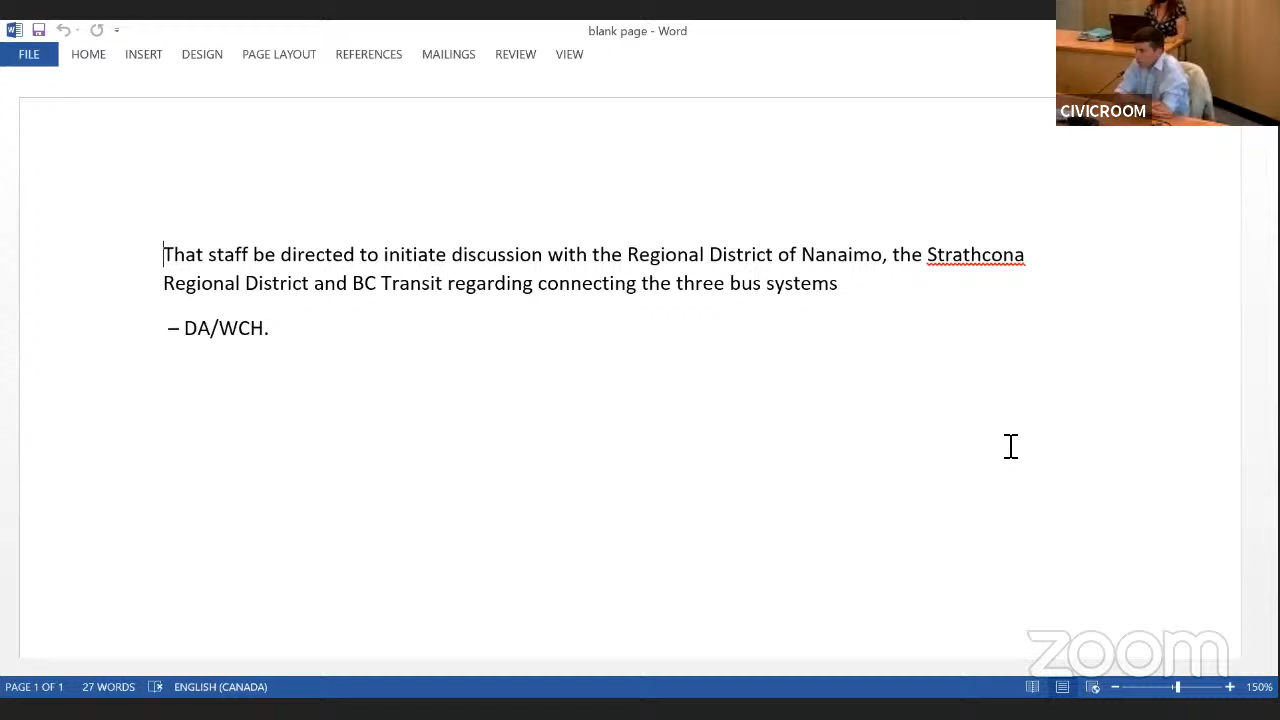 blank page - Word
FILE HOME INSERT DESIGN PAGE LAYOUT REFERENCES MAILINGS REVIEW VIEW
CIVICROOM
That staff be directed to initiate discussion with the Regional District of Nanaimo, the Strathcona
Regional District and BC Transit regarding connecting the three bus systems
– DA/WCH.
zoom
PAGE 1 OF 1 27 WORDS ENGLISH (CANADA) 150%